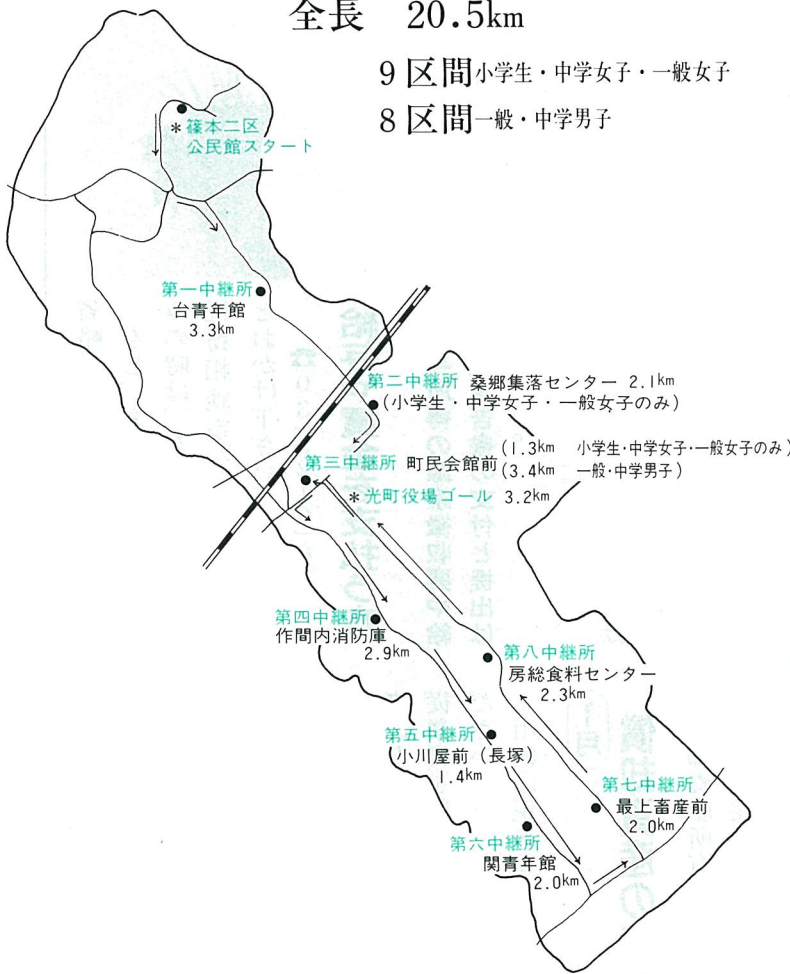 全長 20.5km
9区間小学生・中学女子・一般女子
8区間一般・中学男子
*篠本二区
公民館スタート
第一中継所
台青年館
3.3km
第二中継所 桑郷集落センター 2.1km
(小学生・中学女子・一般女子のみ)
第三中継所 町民会館前
(1.3km 小学生・中学女子・一般女子のみ)
(3.4km 一般・中学男子)
*光町役場ゴール 3.2km
第四中継所
作間内消防庫
2.9km
第八中継所
房総食料センター
2.3km
第五中継所
小川屋前(長塚)
1.4km
第七中継所
最上畜産前
2.0km
第六中継所
関青年館
2.0km